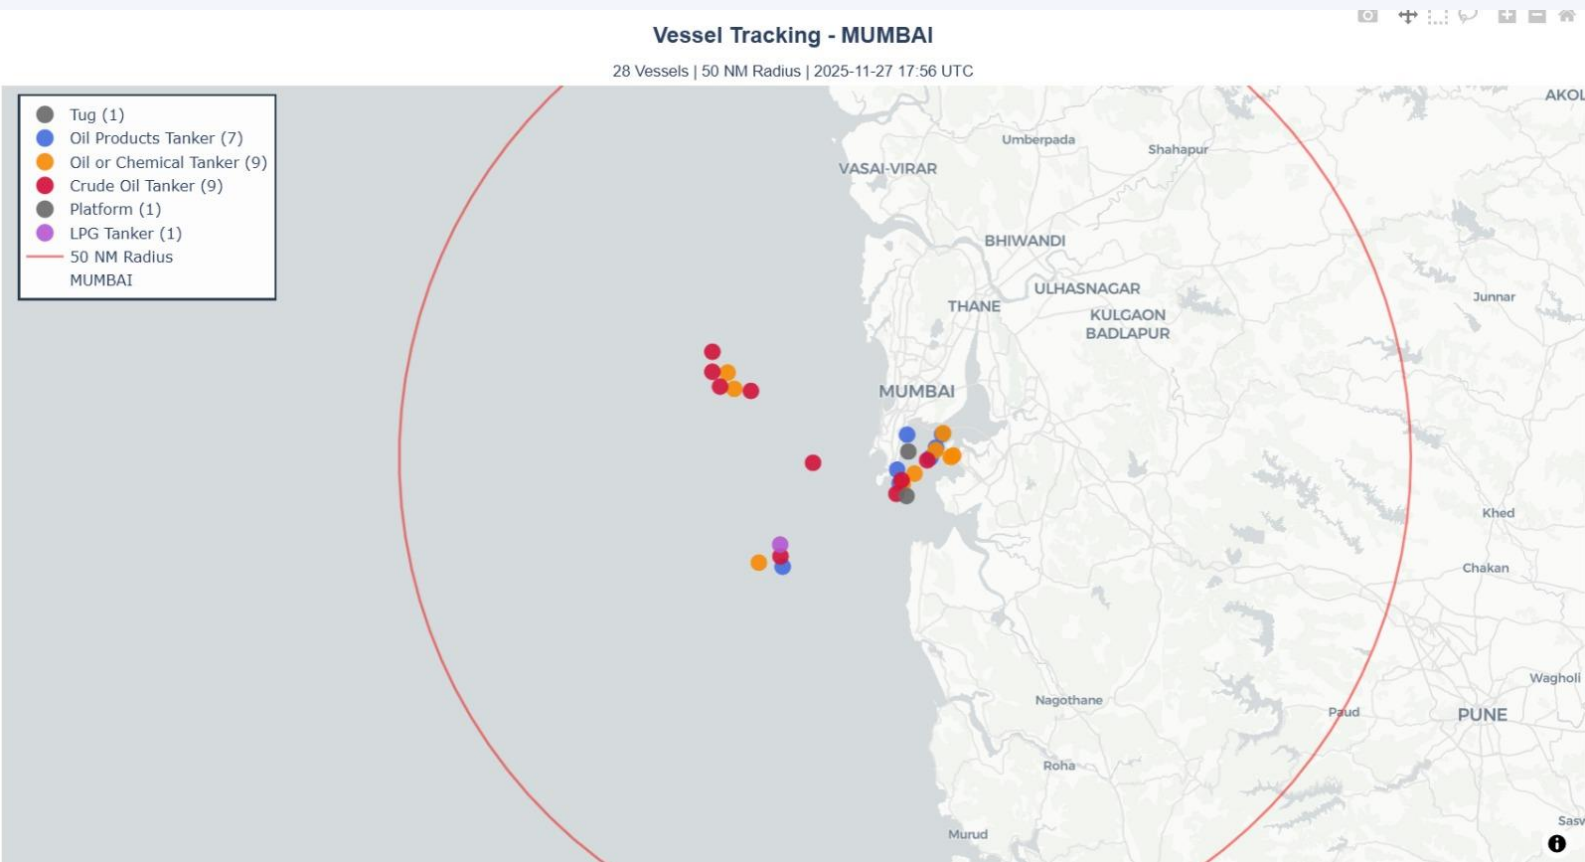 Vessel Tracking - MUMBAI
28 Vessels | 50 NM Radius | 2025-11-27 17:56 UTC
Tug (1)
Oil Products Tanker (7)
Oil or Chemical Tanker (9)
Crude Oil Tanker (9)
Platform (1)
LPG Tanker (1)
50 NM Radius
MUMBAI
AKOL
Umberpada
Shahapur
VASAI-VIRAR
BHIWANDI
ULHASNAGAR
THANE
Junnar
KULGAON
BADLAPUR
MUMBAI
Khed
Chakan
Wagholi
Nagothane
Paud
PUNE
Roha
Sasv
Murud